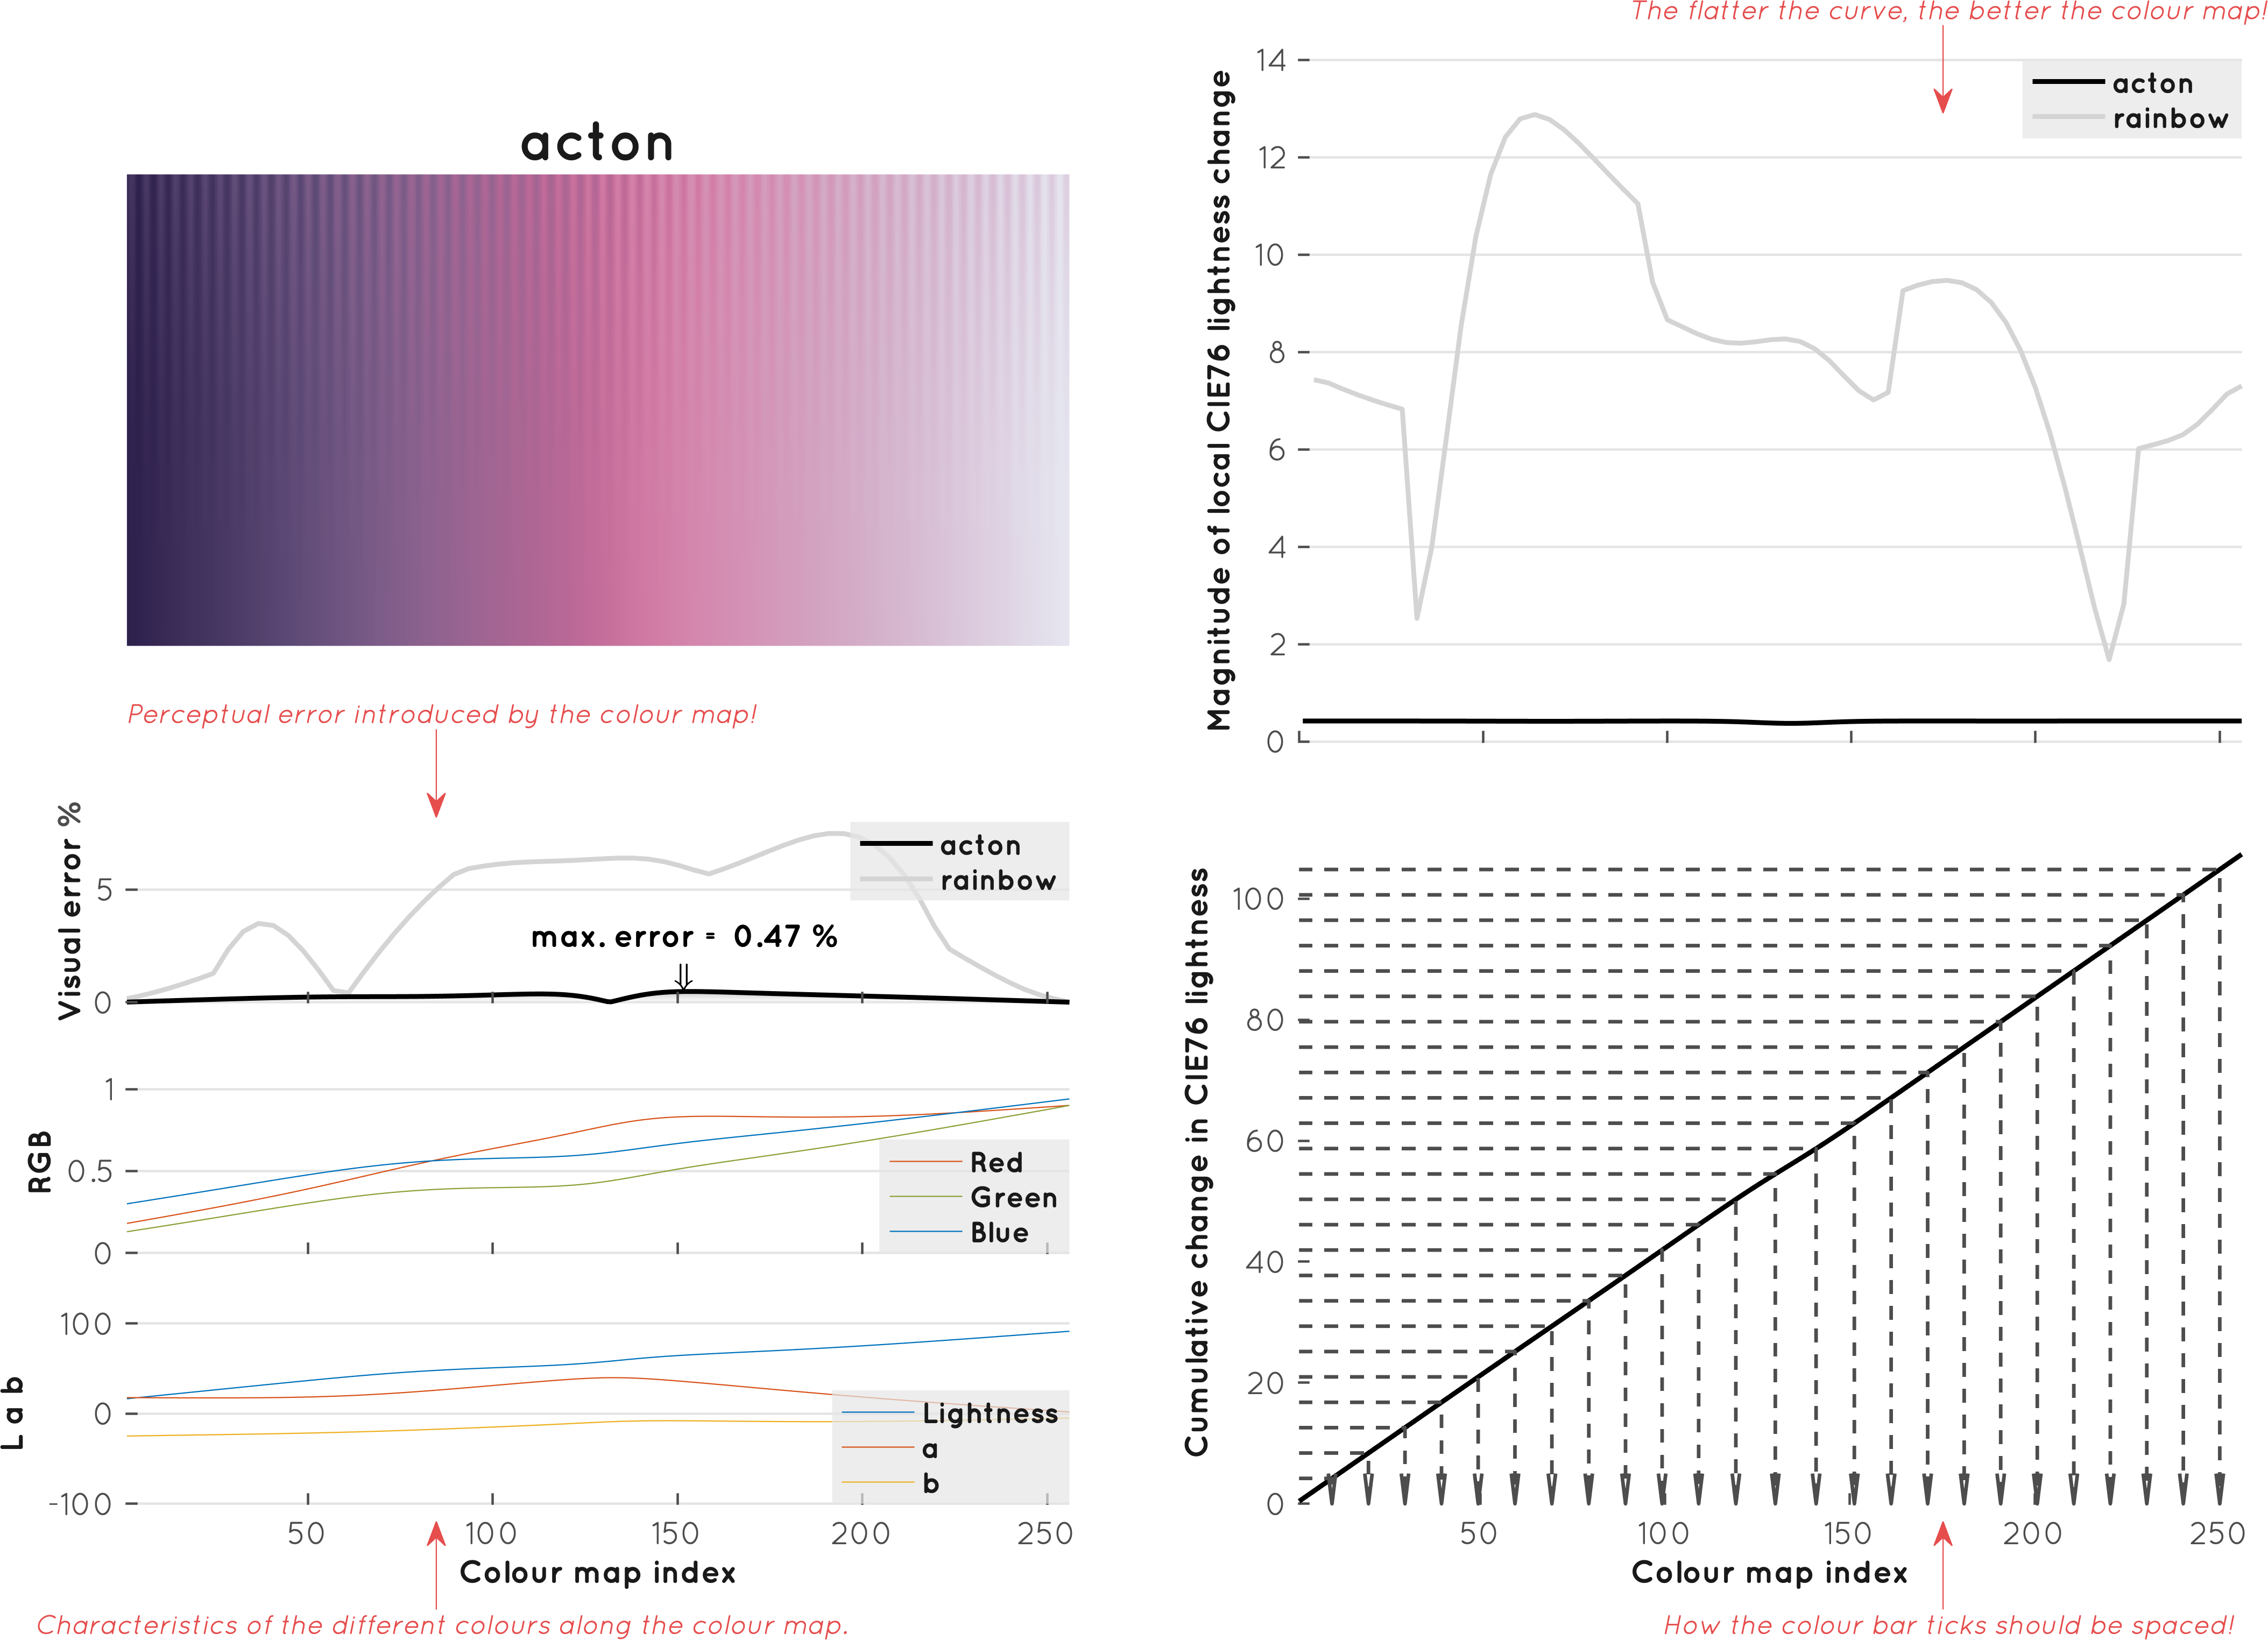 The flatter the curve, the better the colour map!
acton
Perceptual error introduced by the colour map!
Visual error %
5
0
acton
rainbow
max. error = 0.47 %
RGB
1
0.5
0
Red
Green
Blue
L a b
100
0
-100
Lightness
a
b
50 100 150 200 250
Colour map index
Characteristics of the different colours along the colour map.
Magnitude of local CIE76 lightness change
14
12
10
8
6
4
2
0
acton
rainbow
Cumulative change in CIE76 lightness
100
80
60
40
20
0
50 100 150 200 250
Colour map index
How the colour bar ticks should be spaced!